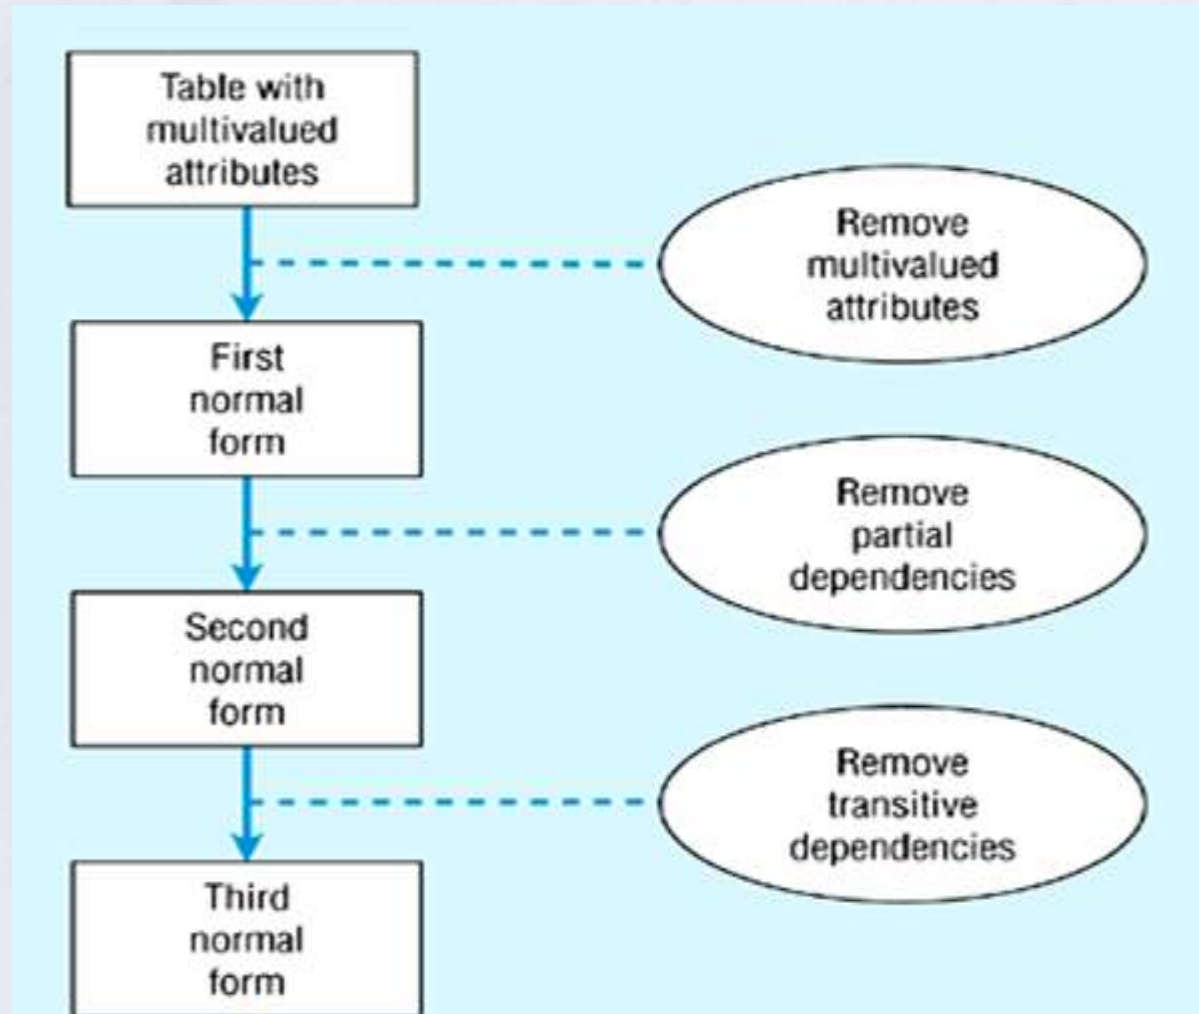 Table with
multivalued
attributes
Remove
multivalued
attributes
First
normal
form
Remove
partial
dependencies
Second
normal
form
Remove
transitive
dependencies
Third
normal
form